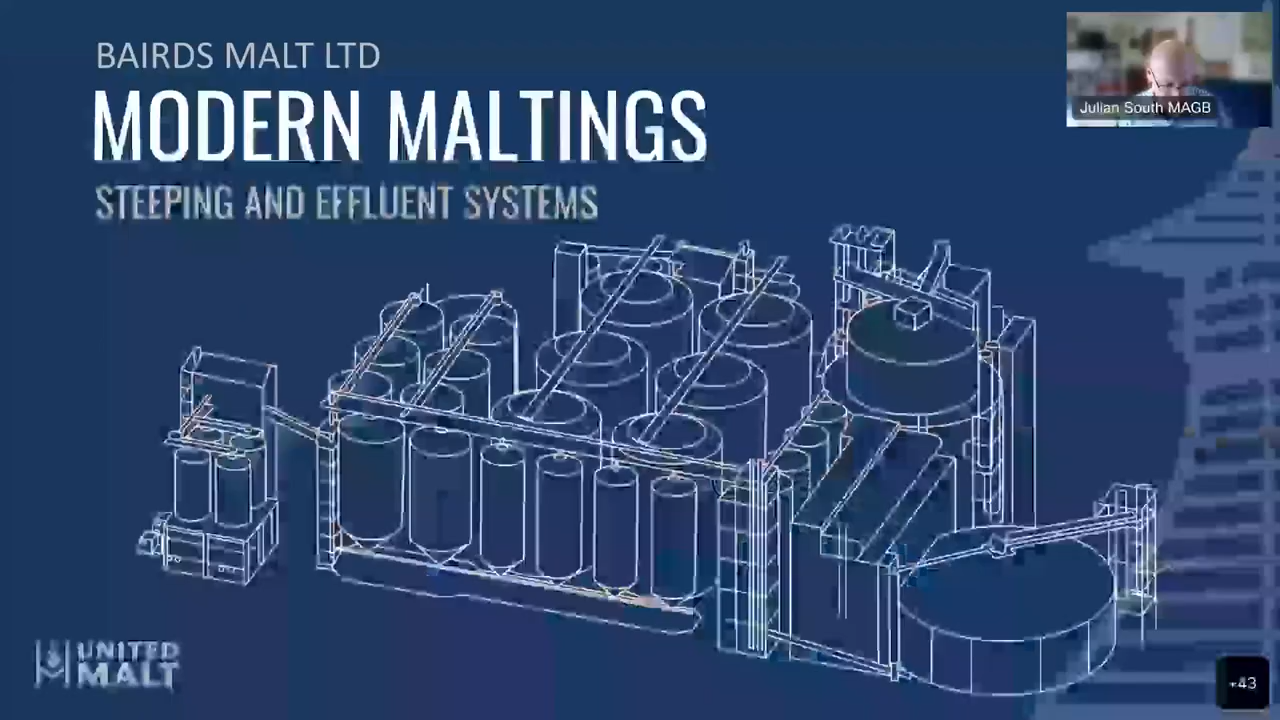 BAIRDS MALT LTD
MODERN MALTINGS
STEEPING AND EFFLUENT SYSTEMS
Julian South MAGB
UNITED
MALT
+43